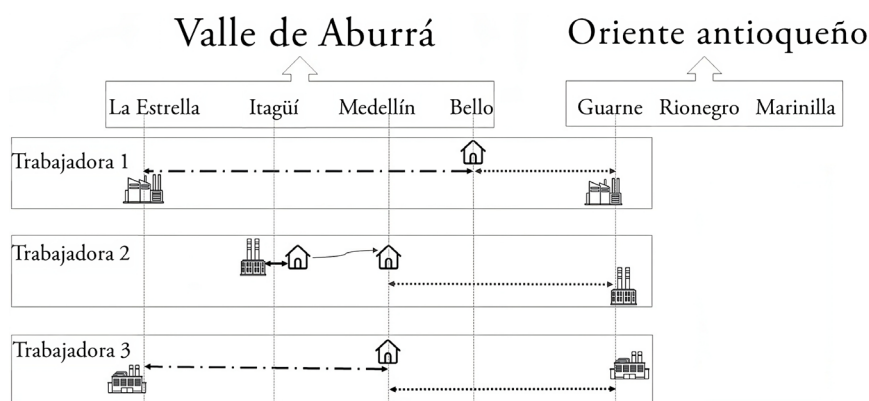 Valle de Aburrá
Oriente antioqueño
La Estrella Itagüí Medellín Bello
Guarne Rionegro Marinilla
Trabajadora 1
Trabajadora 2
Trabajadora 3